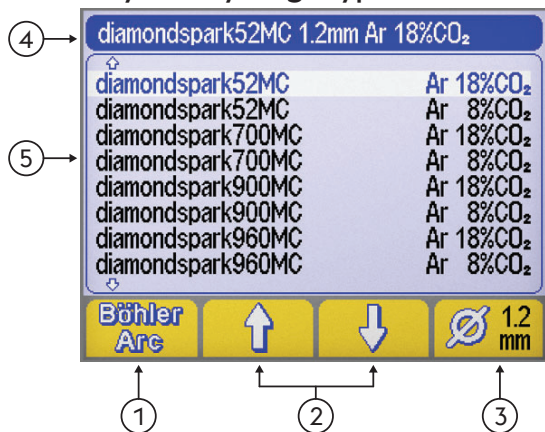 ④
diamondspark52MC 1.2mm Ar 18%CO₂
diamondspark52MC Ar 18%CO₂
diamondspark52MC Ar 8%CO₂
⑤
diamondspark700MC Ar 18%CO₂
diamondspark700MC Ar 8%CO₂
diamondspark900MC Ar 18%CO₂
diamondspark900MC Ar 8%CO₂
diamondspark960MC Ar 18%CO₂
diamondspark960MC Ar 8%CO₂
Böhler
Arc
1.2
mm
① ② ③